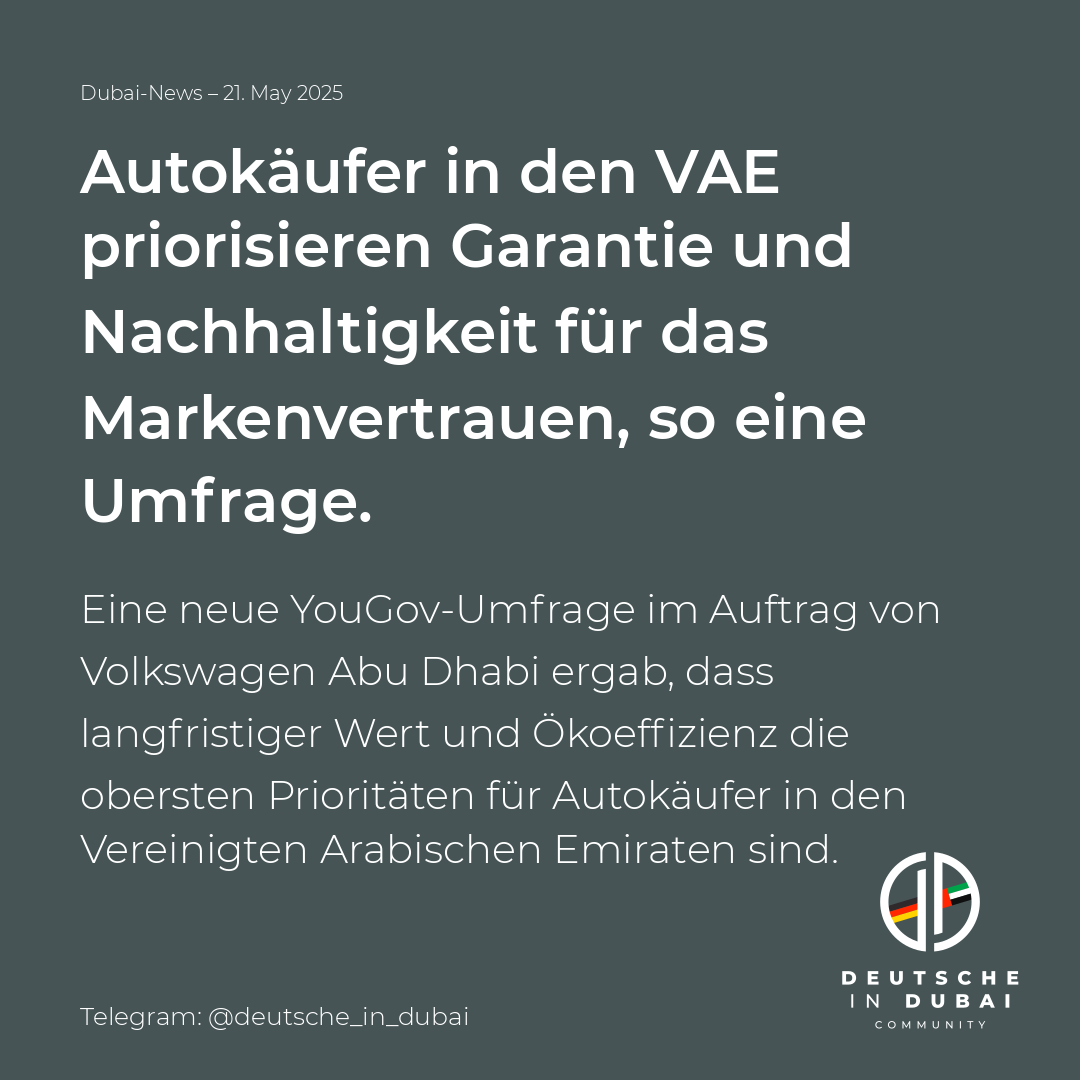 Dubai-News – 21. May 2025
Autokäufer in den VAE
priorisieren Garantie und
Nachhaltigkeit für das
Markenvertrauen, so eine
Umfrage.
Eine neue YouGov-Umfrage im Auftrag von
Volkswagen Abu Dhabi ergab, dass
langfristiger Wert und Ökoeffizienz die
obersten Prioritäten für Autokäufer in den
Vereinigten Arabischen Emiraten sind.
DEUTSCHE
IN DUBAI
COMMUNITY
Telegram: @deutsche_in_dubai